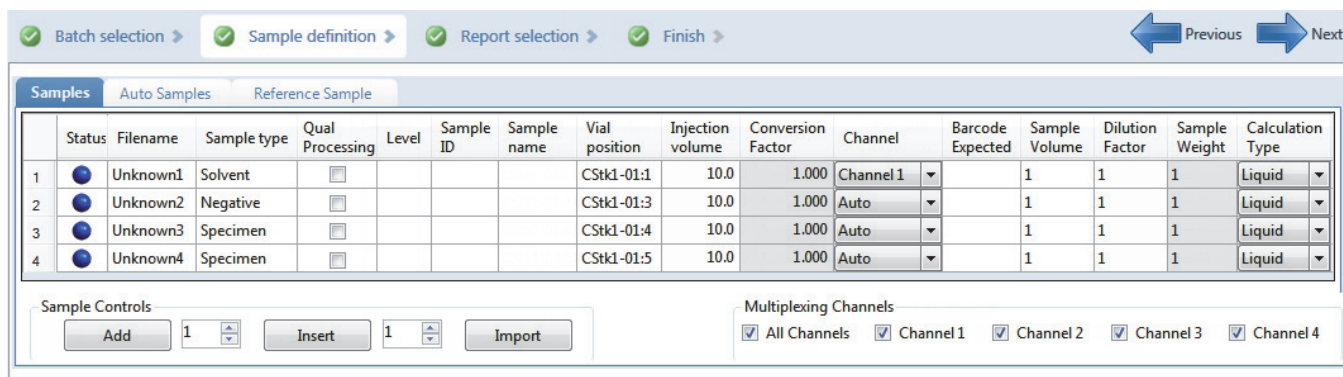 Batch selection Sample definition Report selection Finish Previous Next
Samples Auto Samples Reference Sample
Status Filename Sample type Qual Processing Level Sample ID Sample name Vial position Injection volume Conversion Factor Channel Barcode Expected Sample Volume Dilution Factor Sample Weight Calculation Type
1 Unknown1 Solvent CStk1-01:1 10.0 1.000 Channel 1 1 1 1 Liquid
2 Unknown2 Negative CStk1-01:3 10.0 1.000 Auto 1 1 1 Liquid
3 Unknown3 Specimen CStk1-01:4 10.0 1.000 Auto 1 1 1 Liquid
4 Unknown4 Specimen CStk1-01:5 10.0 1.000 Auto 1 1 1 Liquid
Sample Controls Multiplexing Channels
Add 1 Insert 1 Import All Channels Channel 1 Channel 2 Channel 3 Channel 4